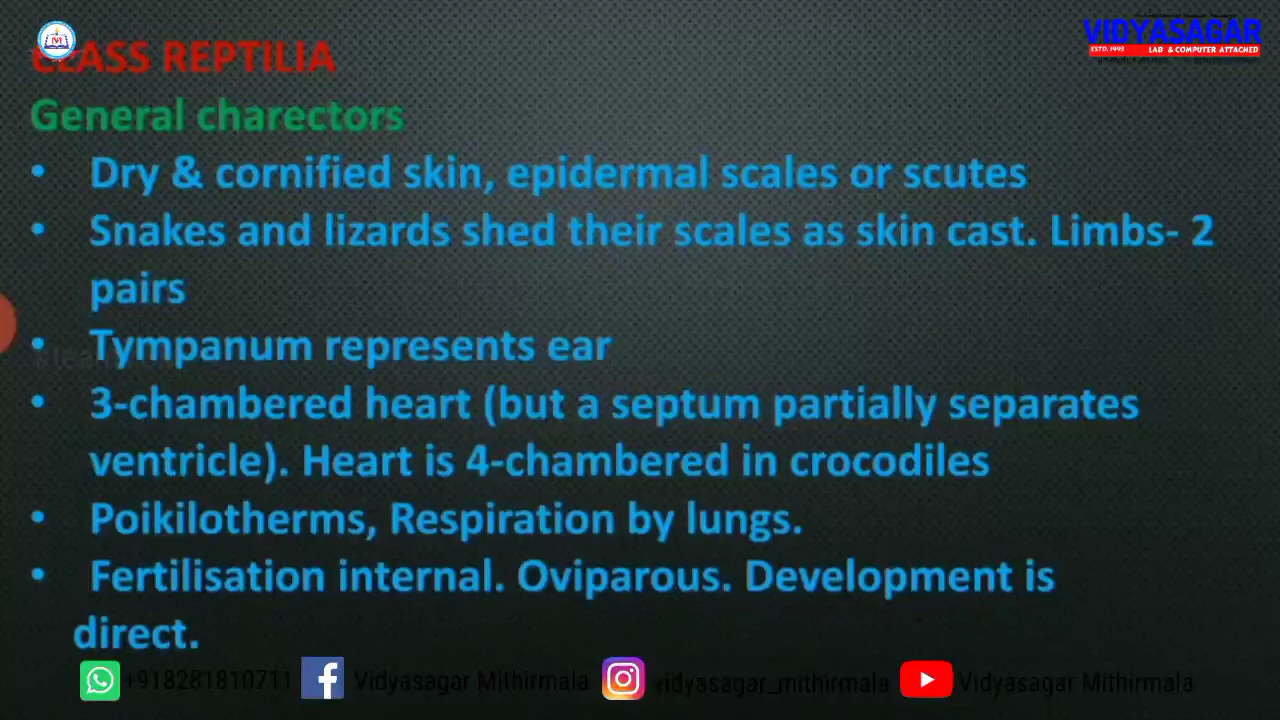 CLASS REPTILIA
VIDYASAGAR
ESTD. 1993 LAB & COMPUTER ATTACHED
General charectors
• Dry & cornified skin, epidermal scales or scutes
• Snakes and lizards shed their scales as skin cast. Limbs- 2
pairs
• Tympanum represents ear
• 3-chambered heart (but a septum partially separates
ventricle). Heart is 4-chambered in crocodiles
• Poikilotherms, Respiration by lungs.
• Fertilisation internal. Oviparous. Development is
direct.
+918281810711 Vidyasagar Mithirmala vidyasagar_mithirmala Vidyasagar Mithirmala